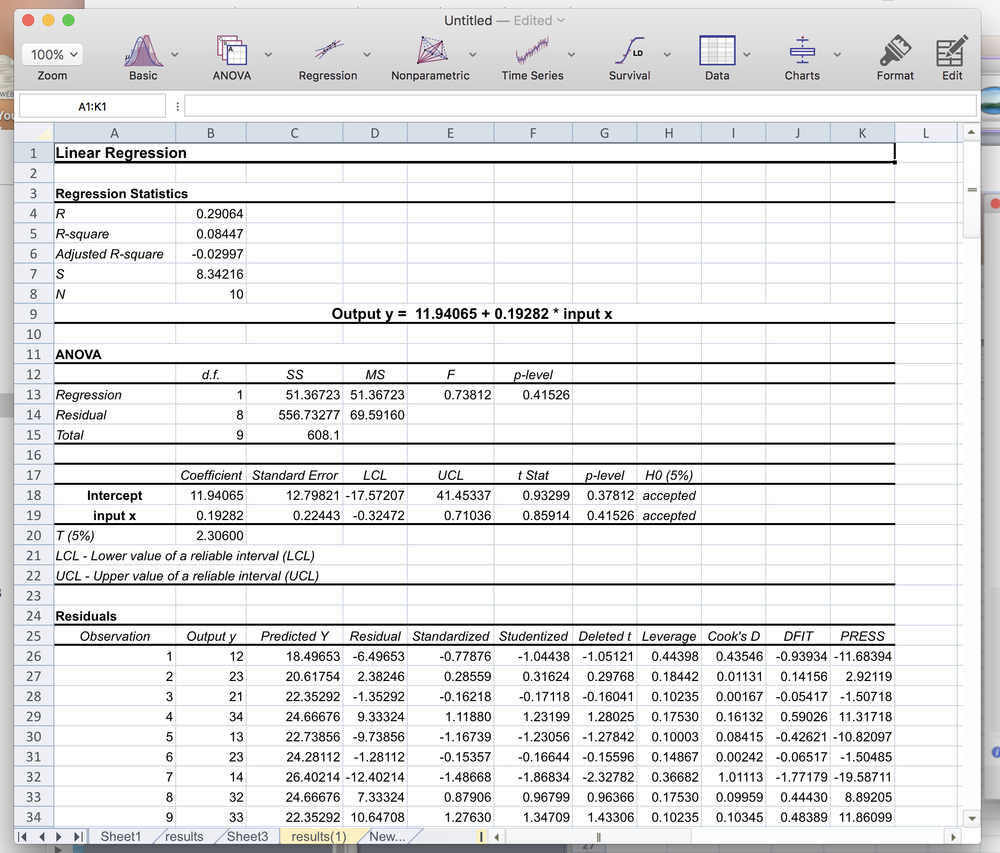 Untitled — Edited
100%
Zoom Basic ANOVA Regression Nonparametric Time Series Survival Data Charts Format Edit
μ C B A LD
A1:K1
A B C D E F G H I J K L
1 Linear Regression
2
3 Regression Statistics
4 R 0.29064
5 R-square 0.08447
6 Adjusted R-square -0.02997
7 S 8.34216
8 N 10
9 Output y = 11.94065 + 0.19282 * input x
10
11 ANOVA
12 d.f. SS MS F p-level
13 Regression 1 51.36723 51.36723 0.73812 0.41526
14 Residual 8 556.73277 69.59160
15 Total 9 608.1
16
17 Coefficient Standard Error LCL UCL t Stat p-level H0 (5%)
18 Intercept 11.94065 12.79821 -17.57207 41.45337 0.93299 0.37812 accepted
19 input x 0.19282 0.22443 -0.32472 0.71036 0.85914 0.41526 accepted
20 T (5%) 2.30600
21 LCL - Lower value of a reliable interval (LCL)
22 UCL - Upper value of a reliable interval (UCL)
23
24 Residuals
25 Observation Output y Predicted Y Residual Standardized Studentized Deleted t Leverage Cook's D DFIT PRESS
26 1 12 18.49653 -6.49653 -0.77876 -1.04438 -1.05121 0.44398 0.43546 -0.93934 -11.68394
27 2 23 20.61754 2.38246 0.28559 0.31624 0.29768 0.18442 0.01131 0.14156 2.92119
28 3 21 22.35292 -1.35292 -0.16218 -0.17118 -0.16041 0.10235 0.00167 -0.05417 -1.50718
29 4 34 24.66676 9.33324 1.11880 1.23199 1.28025 0.17530 0.16132 0.59026 11.31718
30 5 13 22.73856 -9.73856 -1.16739 -1.23056 -1.27842 0.10003 0.08415 -0.42621 -10.82097
31 6 23 24.28112 -1.28112 -0.15357 -0.16644 -0.15596 0.14867 0.00242 -0.06517 -1.50485
32 7 14 26.40214 -12.40214 -1.48668 -1.86834 -2.32782 0.36682 1.01113 -1.77179 -19.58711
33 8 32 24.66676 7.33324 0.87906 0.96799 0.96366 0.17530 0.09959 0.44430 8.89205
34 9 33 22.35292 10.64708 1.27630 1.34709 1.43306 0.10235 0.10345 0.48389 11.86099
Sheet1 results Sheet3 results(1) New...
WEB
You